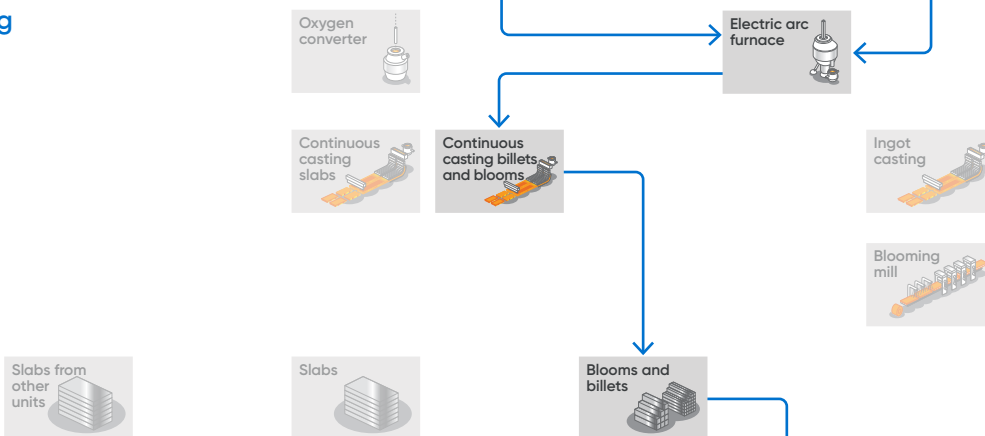 Oxygen
converter
Electric arc
furnace
Continuous
casting
slabs
Continuous
casting billets
and blooms
Ingot
casting
Blooming
mill
Slabs from
other
units
Slabs
Blooms and
billets